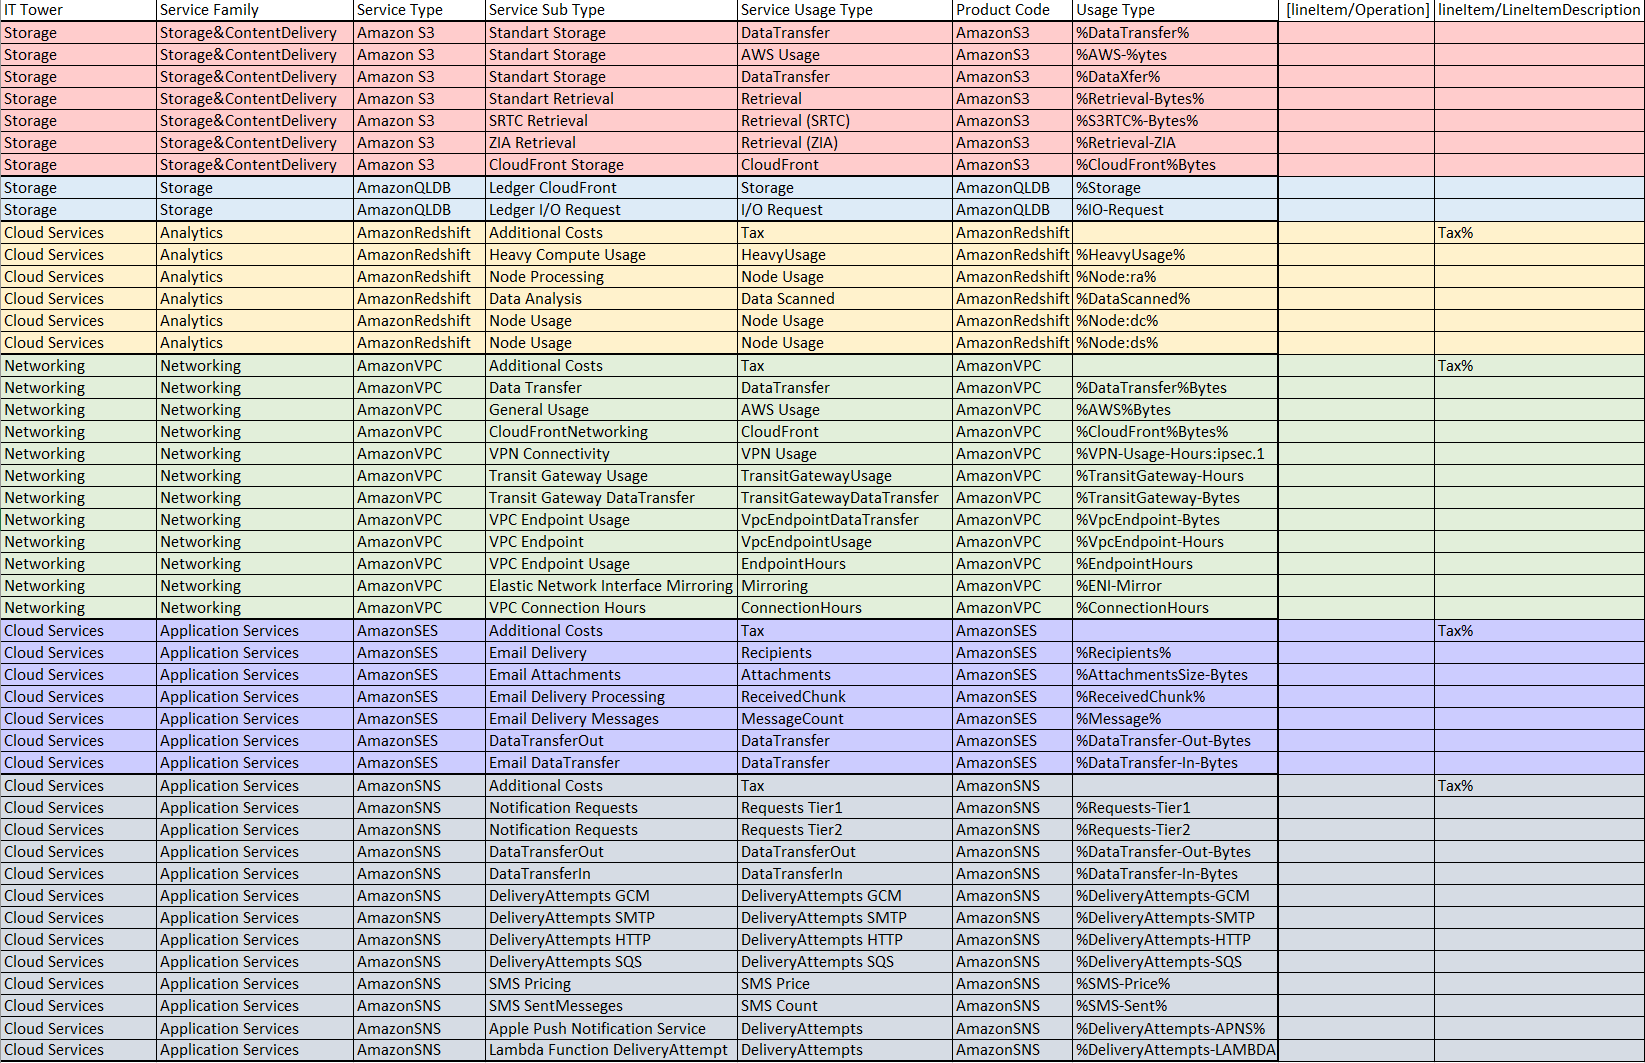 IT Tower Service Family Service Type Service Sub Type Service Usage Type Product Code Usage Type [lineItem/Operation] lineItem/LineItemDescription
Storage Storage&ContentDelivery Amazon S3 Standart Storage DataTransfer AmazonS3 %DataTransfer%
Storage Storage&ContentDelivery Amazon S3 Standart Storage AWS Usage AmazonS3 %AWS-%ytes
Storage Storage&ContentDelivery Amazon S3 Standart Storage DataTransfer AmazonS3 %DataXfer%
Storage Storage&ContentDelivery Amazon S3 Standart Retrieval Retrieval AmazonS3 %Retrieval-Bytes%
Storage Storage&ContentDelivery Amazon S3 SRTC Retrieval Retrieval (SRTC) AmazonS3 %S3RTC%-Bytes%
Storage Storage&ContentDelivery Amazon S3 ZIA Retrieval Retrieval (ZIA) AmazonS3 %Retrieval-ZIA
Storage Storage&ContentDelivery Amazon S3 CloudFront Storage CloudFront AmazonS3 %CloudFront%Bytes
Storage Storage AmazonQLDB Ledger CloudFront Storage AmazonQLDB %Storage
Storage Storage AmazonQLDB Ledger I/O Request I/O Request AmazonQLDB %IO-Request
Cloud Services Analytics AmazonRedshift Additional Costs Tax AmazonRedshift Tax%
Cloud Services Analytics AmazonRedshift Heavy Compute Usage HeavyUsage AmazonRedshift %HeavyUsage%
Cloud Services Analytics AmazonRedshift Node Processing Node Usage AmazonRedshift %Node:ra%
Cloud Services Analytics AmazonRedshift Data Analysis Data Scanned AmazonRedshift %DataScanned%
Cloud Services Analytics AmazonRedshift Node Usage Node Usage AmazonRedshift %Node:dc%
Cloud Services Analytics AmazonRedshift Node Usage Node Usage AmazonRedshift %Node:ds%
Networking Networking AmazonVPC Additional Costs Tax AmazonVPC Tax%
Networking Networking AmazonVPC Data Transfer DataTransfer AmazonVPC %DataTransfer%Bytes
Networking Networking AmazonVPC General Usage AWS Usage AmazonVPC %AWS%Bytes
Networking Networking AmazonVPC CloudFrontNetworking CloudFront AmazonVPC %CloudFront%Bytes%
Networking Networking AmazonVPC VPN Connectivity VPN Usage AmazonVPC %VPN-Usage-Hours:ipsec.1
Networking Networking AmazonVPC Transit Gateway Usage TransitGatewayUsage AmazonVPC %TransitGateway-Hours
Networking Networking AmazonVPC Transit Gateway DataTransfer TransitGatewayDataTransfer AmazonVPC %TransitGateway-Bytes
Networking Networking AmazonVPC VPC Endpoint Usage VpcEndpointDataTransfer AmazonVPC %VpcEndpoint-Bytes
Networking Networking AmazonVPC VPC Endpoint VpcEndpointUsage AmazonVPC %VpcEndpoint-Hours
Networking Networking AmazonVPC VPC Endpoint Usage EndpointHours AmazonVPC %EndpointHours
Networking Networking AmazonVPC Elastic Network Interface Mirroring Mirroring AmazonVPC %ENI-Mirror
Networking Networking AmazonVPC VPC Connection Hours ConnectionHours AmazonVPC %ConnectionHours
Cloud Services Application Services AmazonSES Additional Costs Tax AmazonSES Tax%
Cloud Services Application Services AmazonSES Email Delivery Recipients AmazonSES %Recipients%
Cloud Services Application Services AmazonSES Email Attachments Attachments AmazonSES %AttachmentsSize-Bytes
Cloud Services Application Services AmazonSES Email Delivery Processing ReceivedChunk AmazonSES %ReceivedChunk%
Cloud Services Application Services AmazonSES Email Delivery Messages MessageCount AmazonSES %Message%
Cloud Services Application Services AmazonSES DataTransferOut DataTransfer AmazonSES %DataTransfer-Out-Bytes
Cloud Services Application Services AmazonSES Email DataTransfer DataTransfer AmazonSES %DataTransfer-In-Bytes
Cloud Services Application Services AmazonSNS Additional Costs Tax AmazonSNS Tax%
Cloud Services Application Services AmazonSNS Notification Requests Requests Tier1 AmazonSNS %Requests-Tier1
Cloud Services Application Services AmazonSNS Notification Requests Requests Tier2 AmazonSNS %Requests-Tier2
Cloud Services Application Services AmazonSNS DataTransferOut DataTransferOut AmazonSNS %DataTransfer-Out-Bytes
Cloud Services Application Services AmazonSNS DataTransferIn DataTransferIn AmazonSNS %DataTransfer-In-Bytes
Cloud Services Application Services AmazonSNS DeliveryAttempts GCM DeliveryAttempts GCM AmazonSNS %DeliveryAttempts-GCM
Cloud Services Application Services AmazonSNS DeliveryAttempts SMTP DeliveryAttempts SMTP AmazonSNS %DeliveryAttempts-SMTP
Cloud Services Application Services AmazonSNS DeliveryAttempts HTTP DeliveryAttempts HTTP AmazonSNS %DeliveryAttempts-HTTP
Cloud Services Application Services AmazonSNS DeliveryAttempts SQS DeliveryAttempts SQS AmazonSNS %DeliveryAttempts-SQS
Cloud Services Application Services AmazonSNS SMS Pricing SMS Price AmazonSNS %SMS-Price%
Cloud Services Application Services AmazonSNS SMS SentMesseges SMS Count AmazonSNS %SMS-Sent%
Cloud Services Application Services AmazonSNS Apple Push Notification Service DeliveryAttempts AmazonSNS %DeliveryAttempts-APNS%
Cloud Services Application Services AmazonSNS Lambda Function DeliveryAttempt DeliveryAttempts AmazonSNS %DeliveryAttempts-LAMBDA